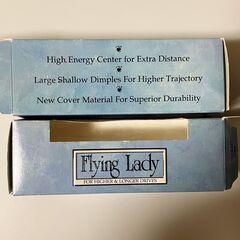 High Energy Center for Extra Distance
Large Shallow Dimples For Higher Trajectory
New Cover Material For Superior Durability
Flying Lady
FOR HIGHER & LONGER DRIVES